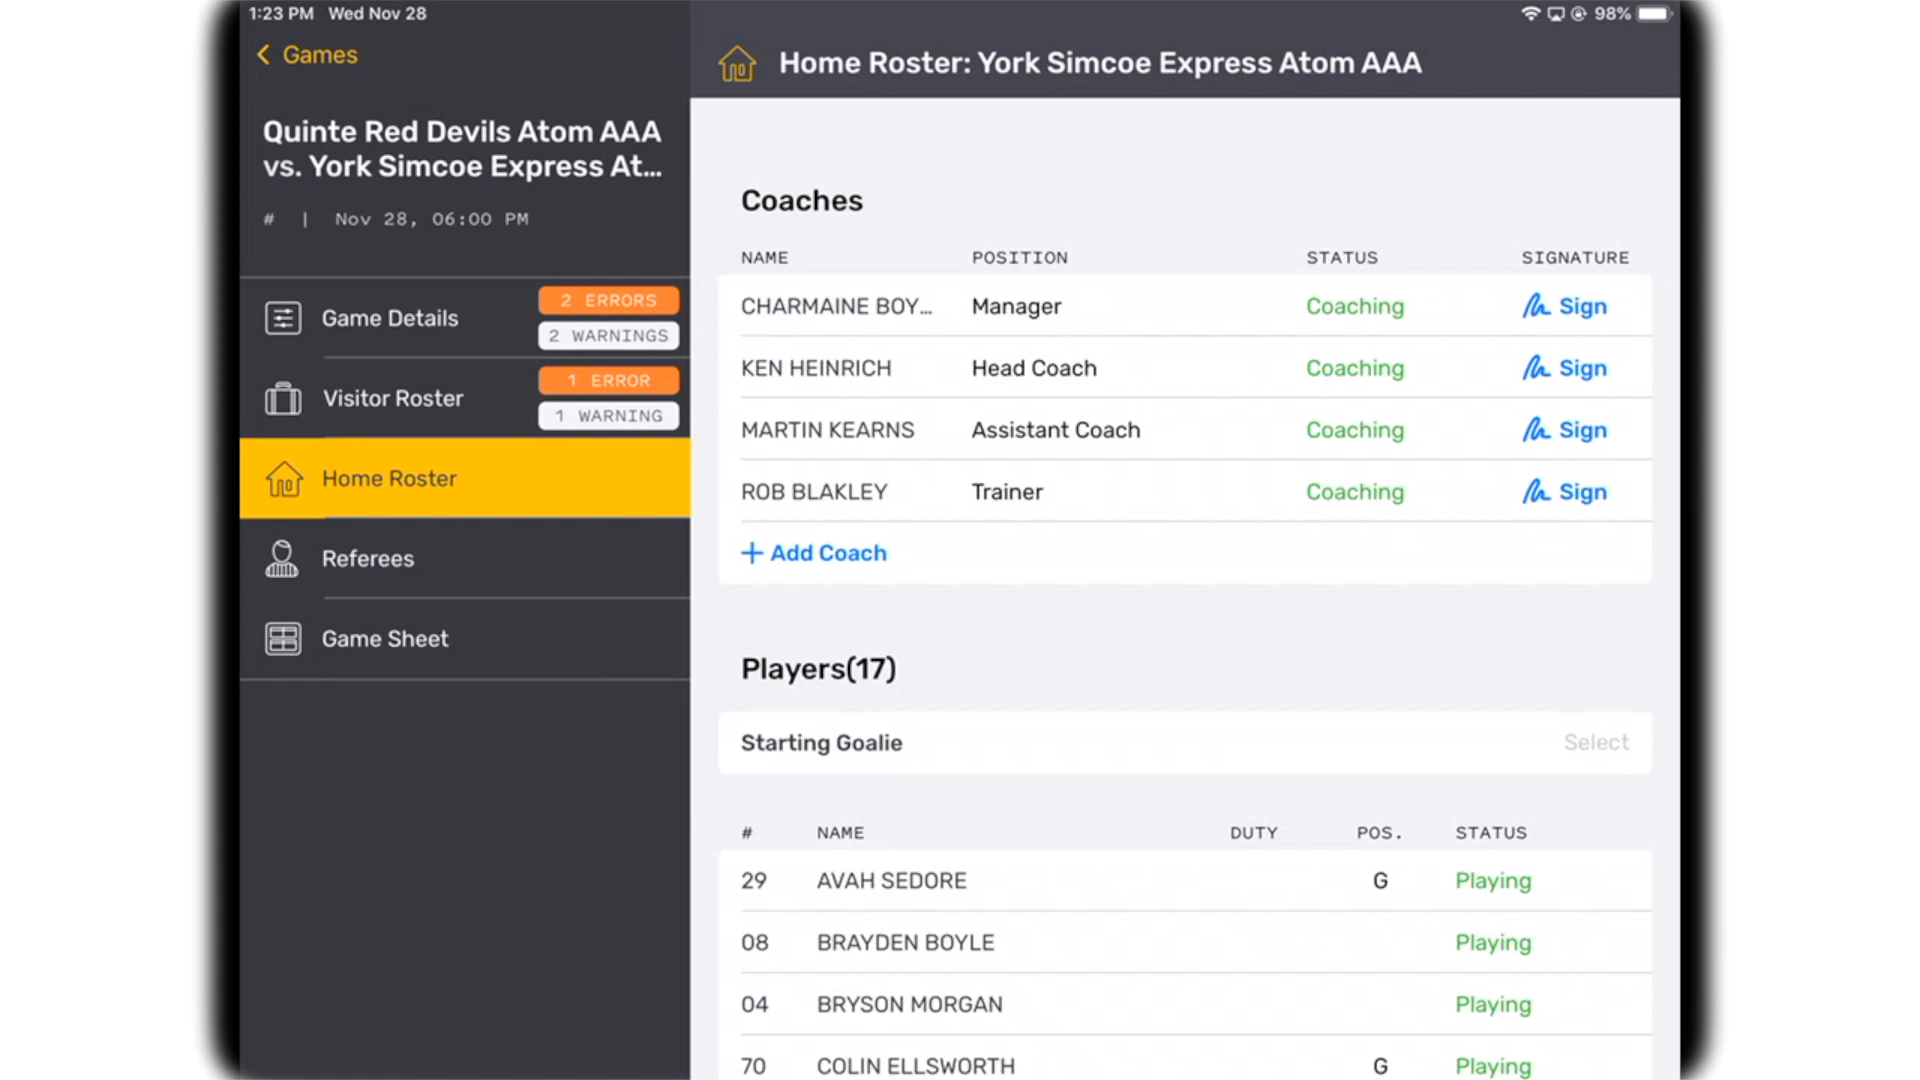 1:23 PM Wed Nov 28
98%
Games
Quinte Red Devils Atom AAA
vs. York Simcoe Express At...
# | Nov 28, 06:00 PM
Game Details
2 ERRORS
2 WARNINGS
Visitor Roster
1 ERROR
1 WARNING
Home Roster
Referees
Game Sheet
Home Roster: York Simcoe Express Atom AAA
Coaches
NAME POSITION STATUS SIGNATURE
CHARMAINE BOY... Manager Coaching Sign
KEN HEINRICH Head Coach Coaching Sign
MARTIN KEARNS Assistant Coach Coaching Sign
ROB BLAKLEY Trainer Coaching Sign
+ Add Coach
Players(17)
Starting Goalie Select
# NAME DUTY POS. STATUS
29 AVAH SEDORE G Playing
08 BRAYDEN BOYLE Playing
04 BRYSON MORGAN Playing
70 COLIN ELLSWORTH G Playing